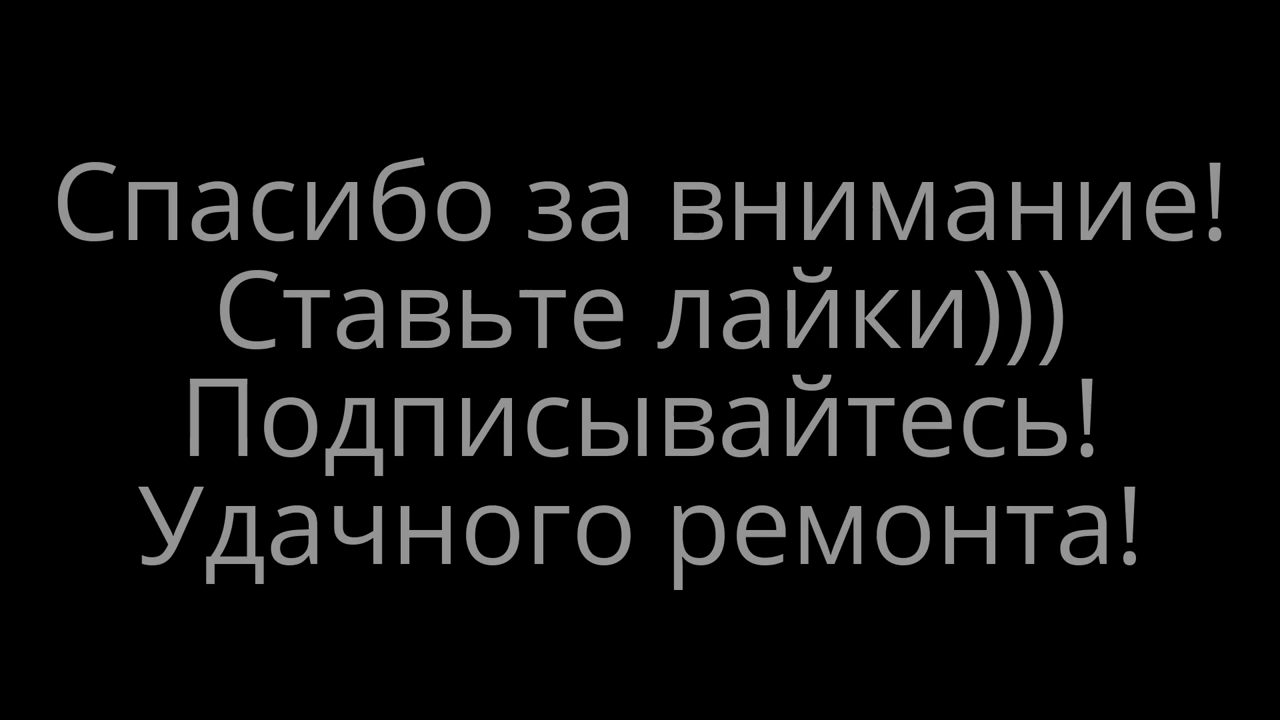 Спасибо за внимание!
Ставьте лайки)))
Подписывайтесь!
Удачного ремонта!